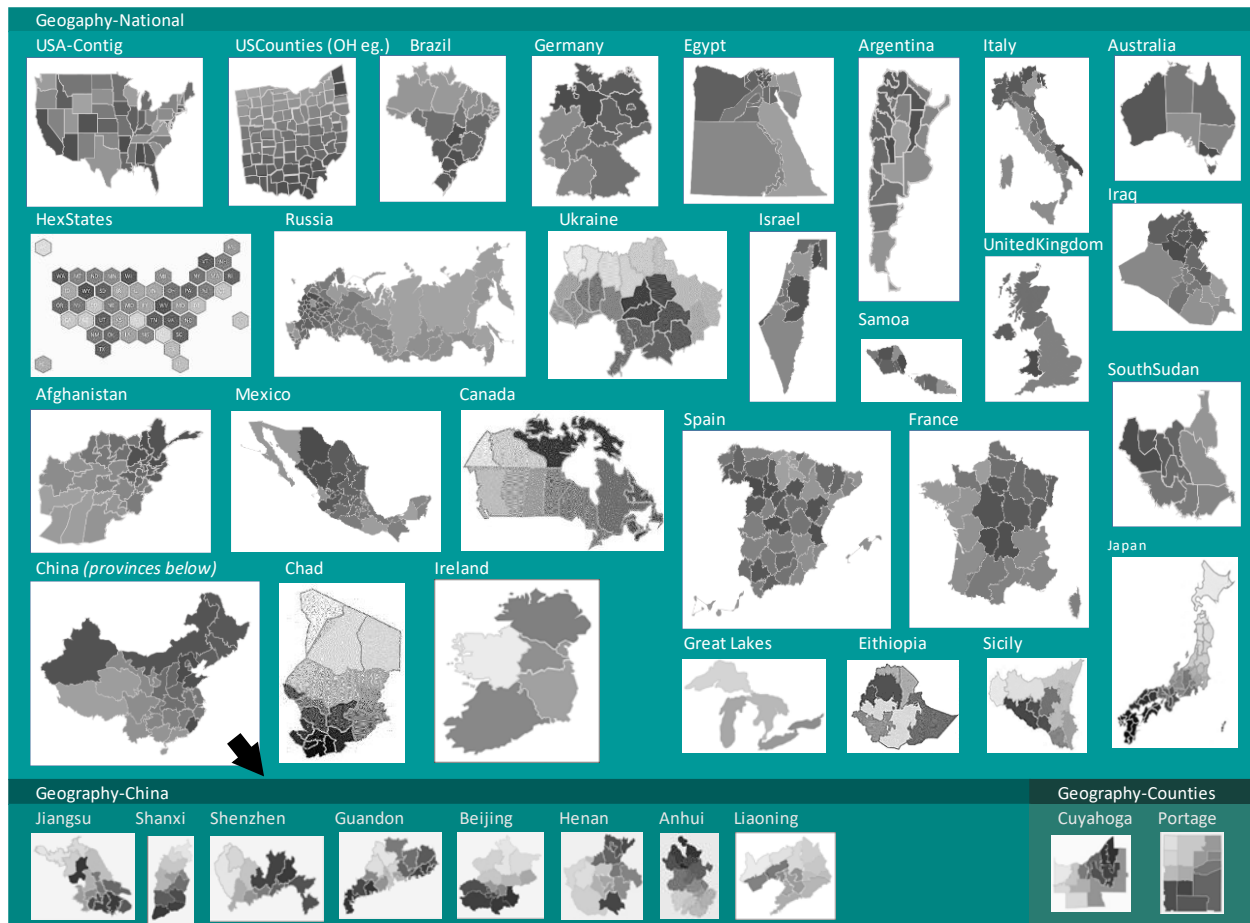 Geogaphy-National
USA-Contig
USCounties (OH eg.)
Brazil
Germany
Egypt
Argentina
Italy
Australia
HexStates
Russia
Ukraine
Israel
UnitedKingdom
Iraq
Samoa
Afghanistan
Mexico
Canada
Spain
France
SouthSudan
China (provinces below)
Chad
Ireland
Japan
Great Lakes
Eithiopia
Sicily
Geography-China
Geography-Counties
Jiangsu
Shanxi
Shenzhen
Guandon
Beijing
Henan
Anhui
Liaoning
Cuyahoga
Portage